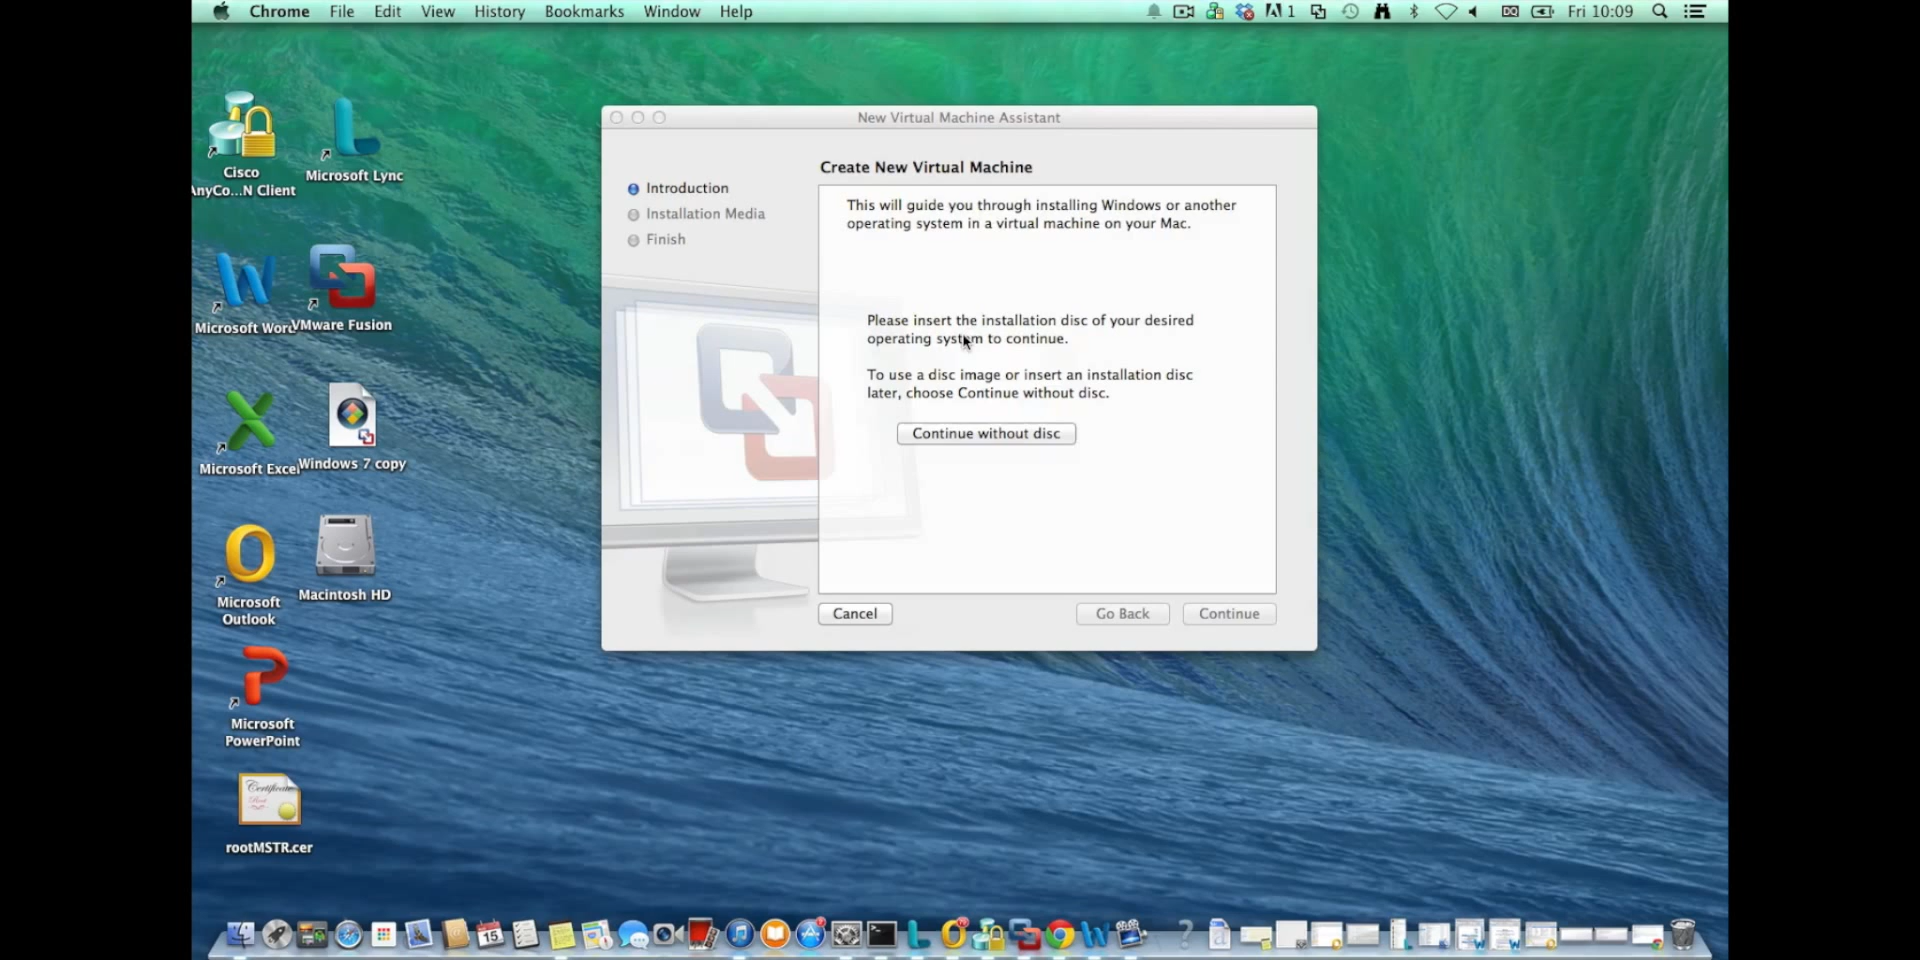 Chrome File Edit View History Bookmarks Window Help
1 Fri 10:09
New Virtual Machine Assistant
Create New Virtual Machine
Introduction
Installation Media
Finish
This will guide you through installing Windows or another
operating system in a virtual machine on your Mac.
Please insert the installation disc of your desired
operating system to continue.
To use a disc image or insert an installation disc
later, choose Continue without disc.
Continue without disc
Cancel
Go Back
Continue
Cisco
AnyCo...N Client
Microsoft Lync
Microsoft Word
VMware Fusion
Microsoft Excel
Windows 7 copy
Microsoft
Outlook
Macintosh HD
Microsoft
PowerPoint
Certificate
rootMSTR.cer
15